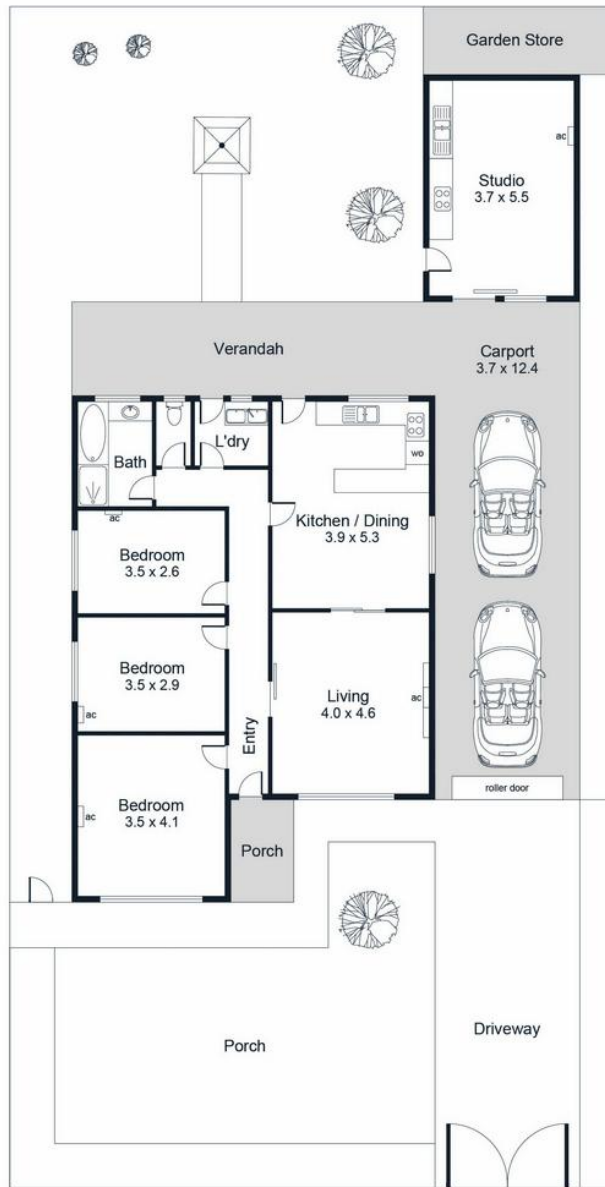 Garden Store
ac
Studio
3.7 x 5.5
Verandah
Carport
3.7 x 12.4
L'dry
Bath
wo
Kitchen / Dining
3.9 x 5.3
ac
Bedroom
3.5 x 2.6
Bedroom
3.5 x 2.9
ac
Living
4.0 x 4.6
ac
Entry
Bedroom
3.5 x 4.1
ac
roller door
Porch
Driveway
Porch